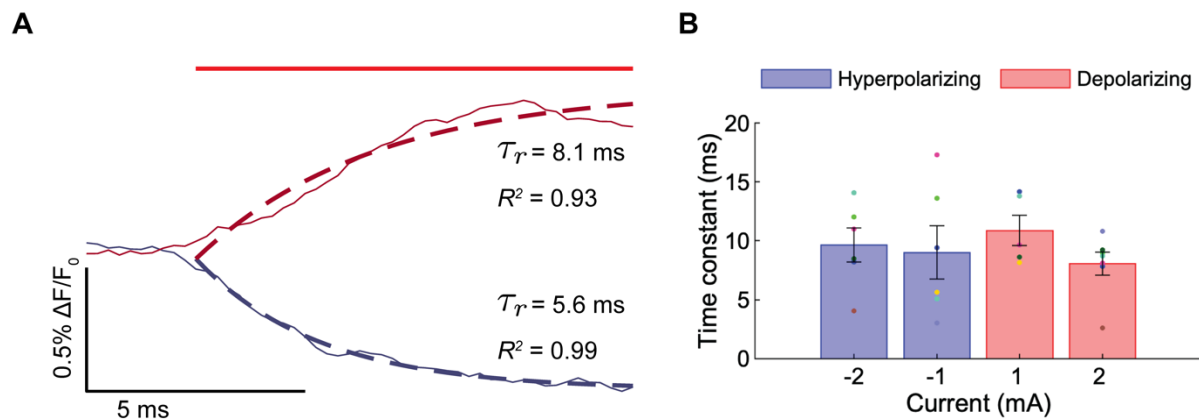 A
τr = 8.1 ms
R² = 0.93
τr = 5.6 ms
R² = 0.99
0.5% ΔF/F₀
5 ms
B
Hyperpolarizing
Depolarizing
Time constant (ms)
20
15
10
5
0
-2
-1
1
2
Current (mA)